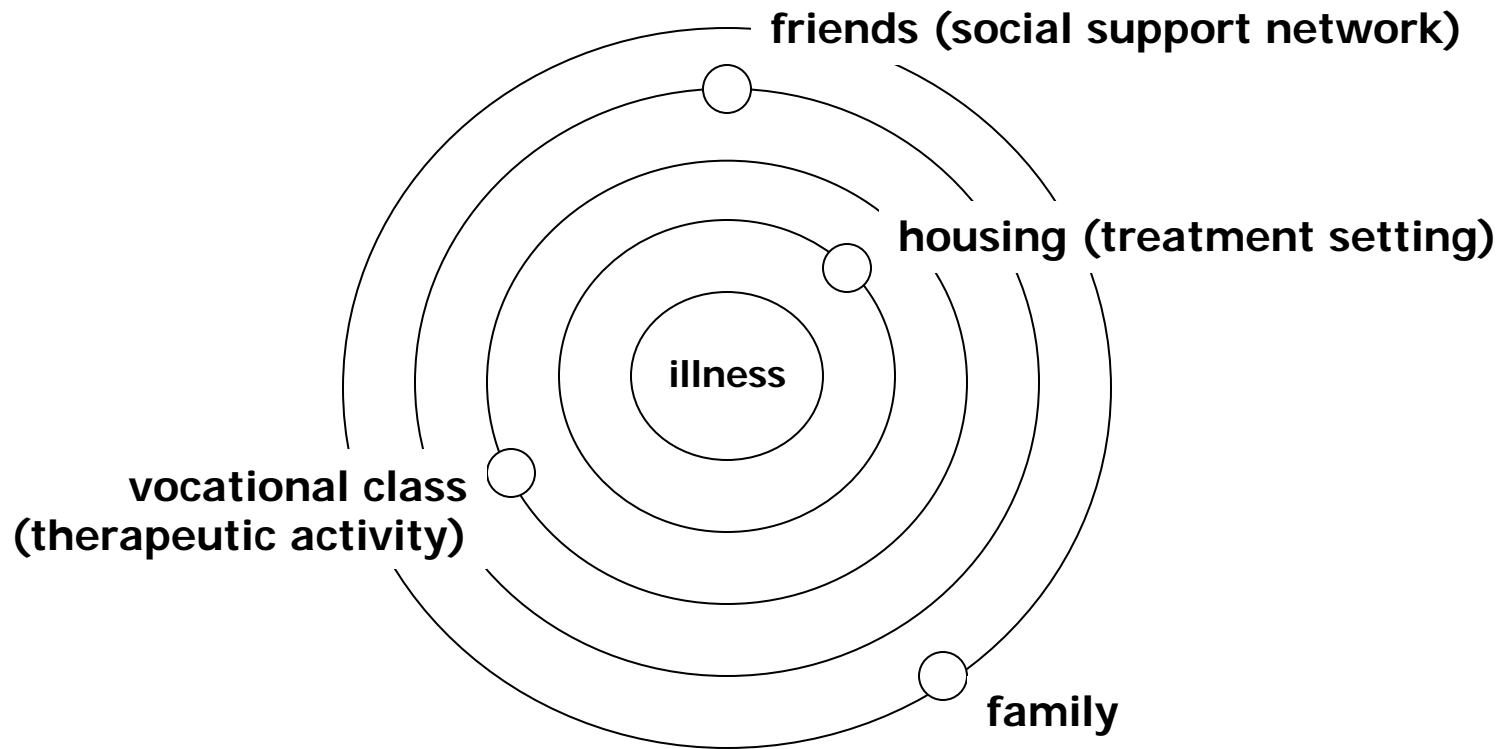 friends (social support network)
housing (treatment setting)
illness
vocational class
(therapeutic activity)
family